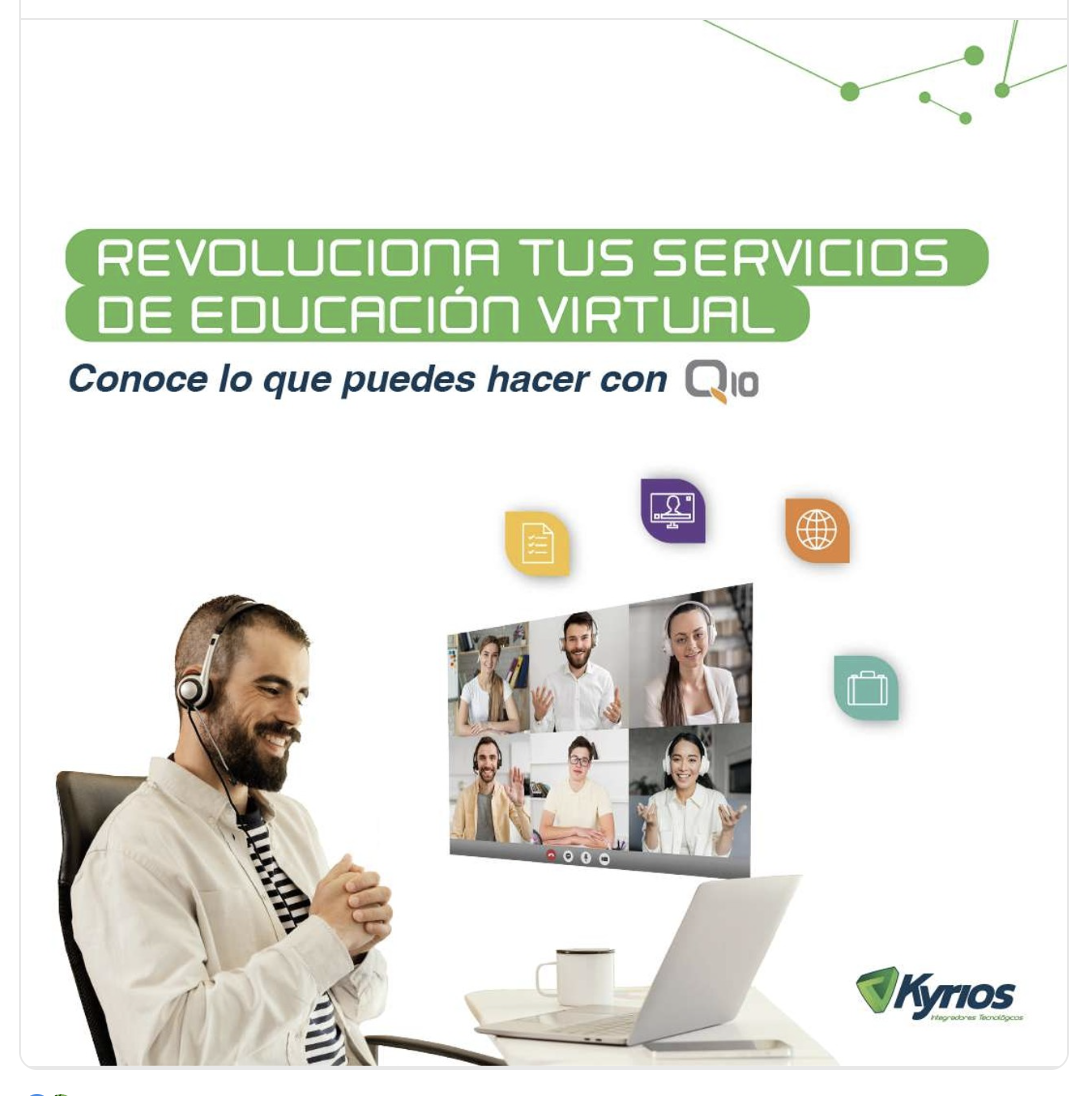 REVOLUCIONA TUS SERVICIOS
DE EDUCACIÓN VIRTUAL
Conoce lo que puedes hacer con Q10
Kyrios
Integradores Tecnológicos